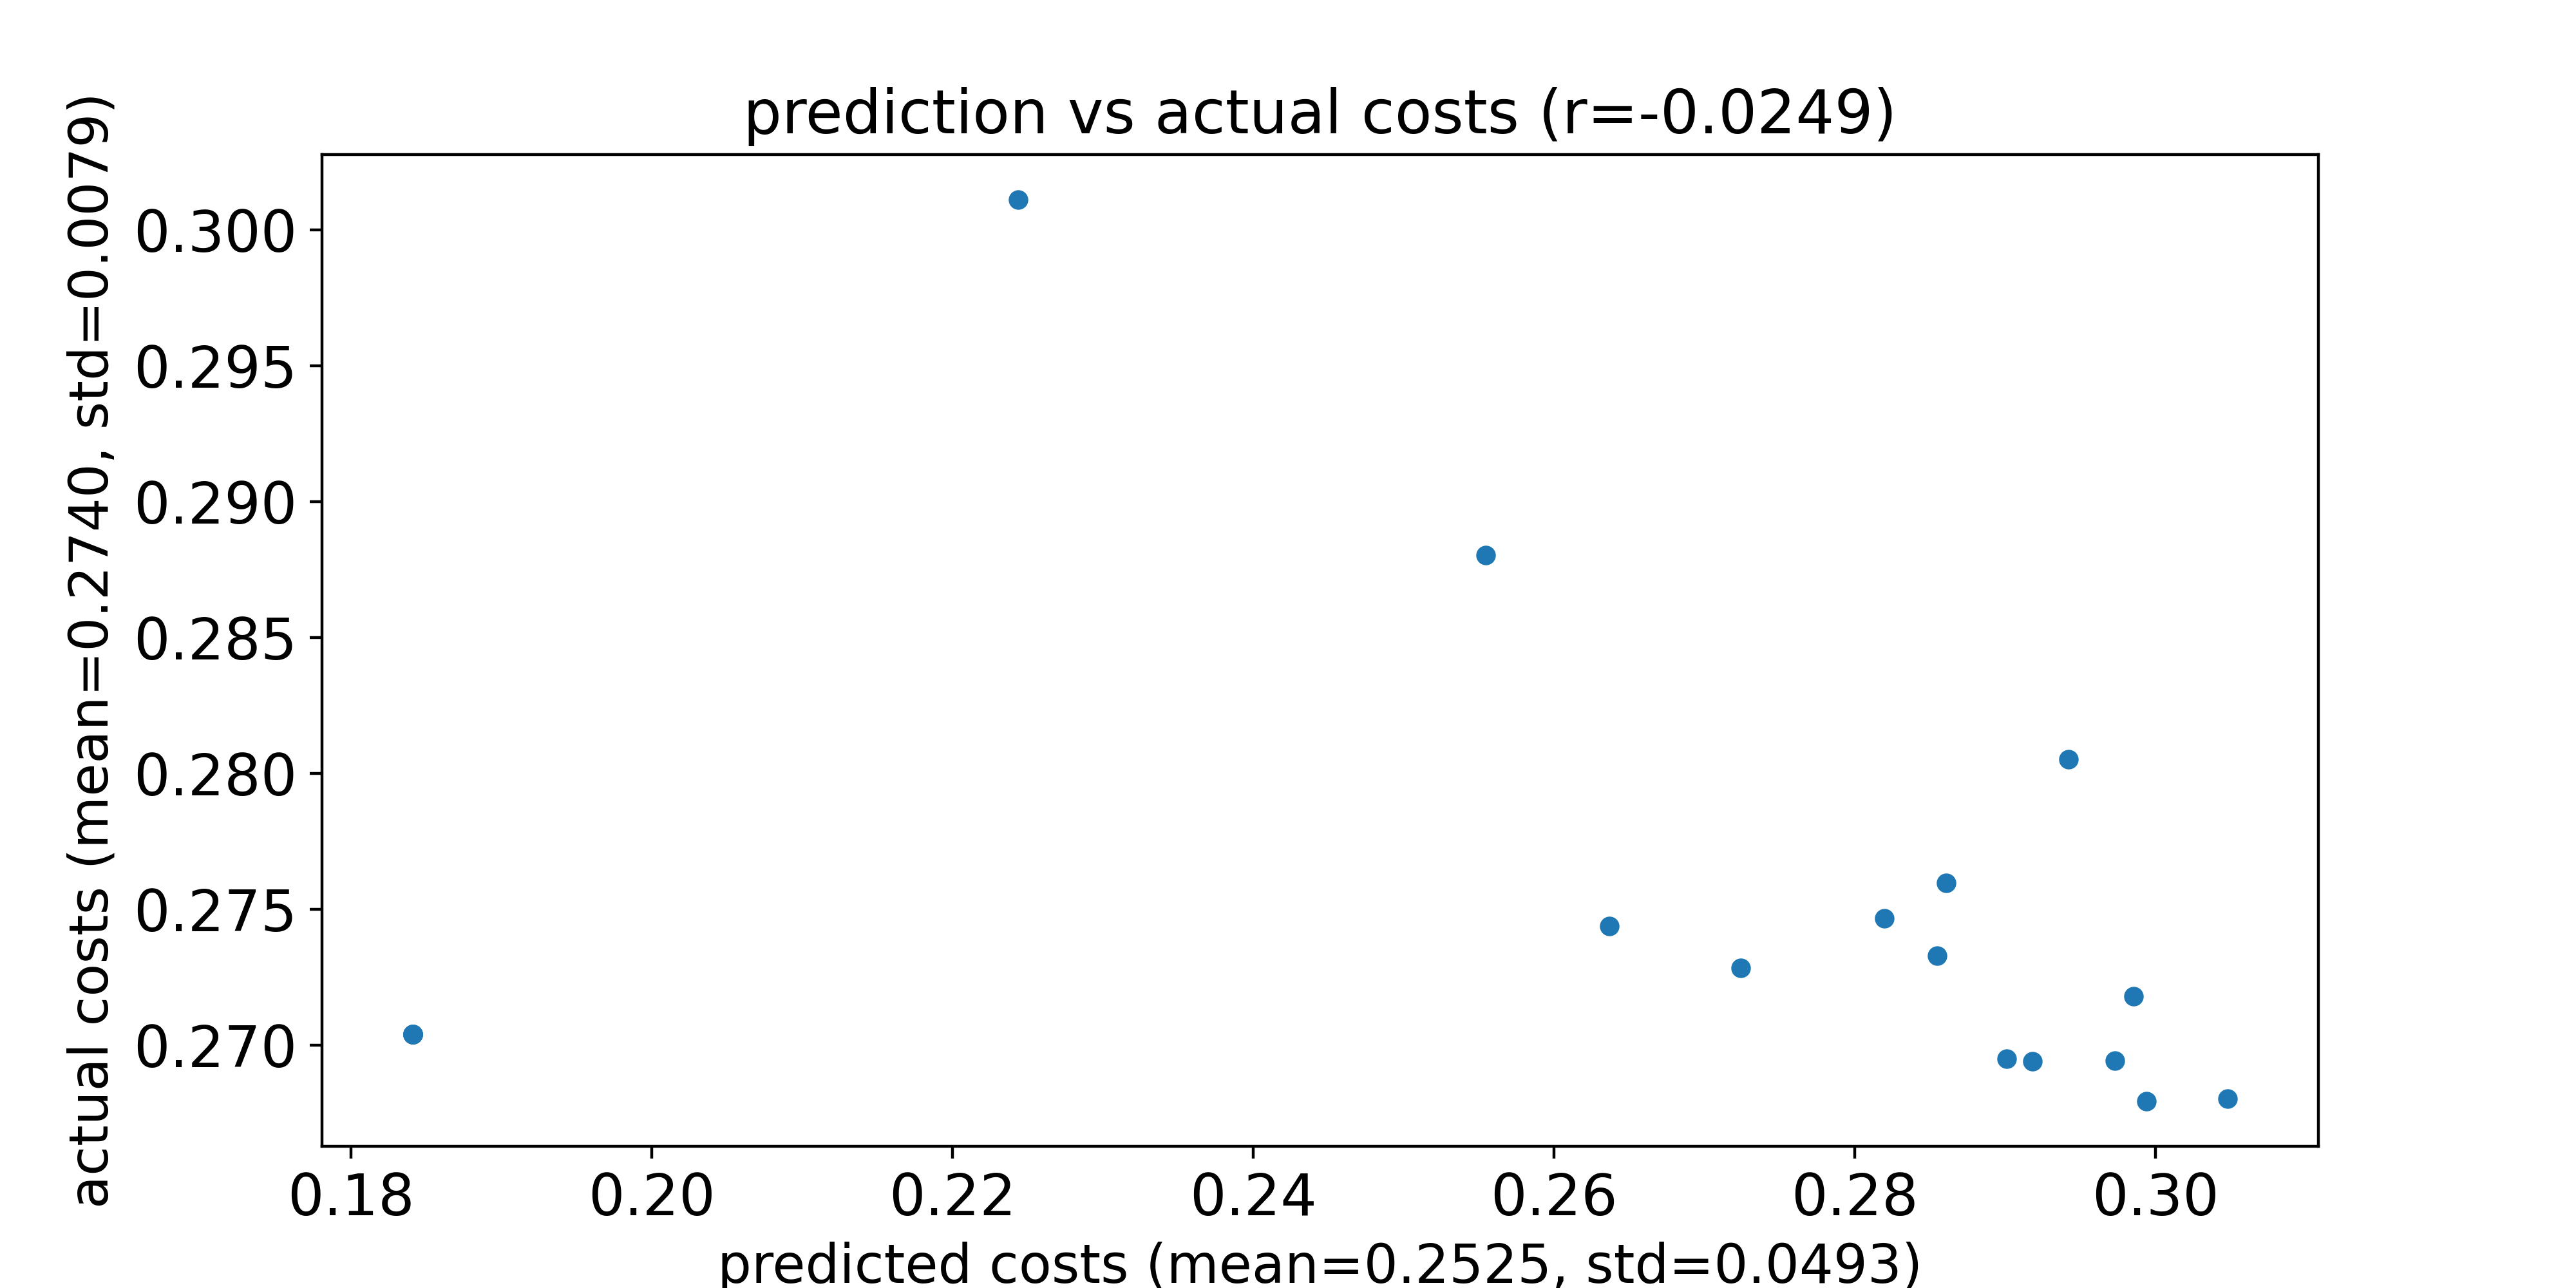 prediction vs actual costs (r=-0.0249)
actual costs (mean=0.2740, std=0.0079)
0.300
0.295
0.290
0.285
0.280
0.275
0.270
0.18 0.20 0.22 0.24 0.26 0.28 0.30
predicted costs (mean=0.2525, std=0.0493)